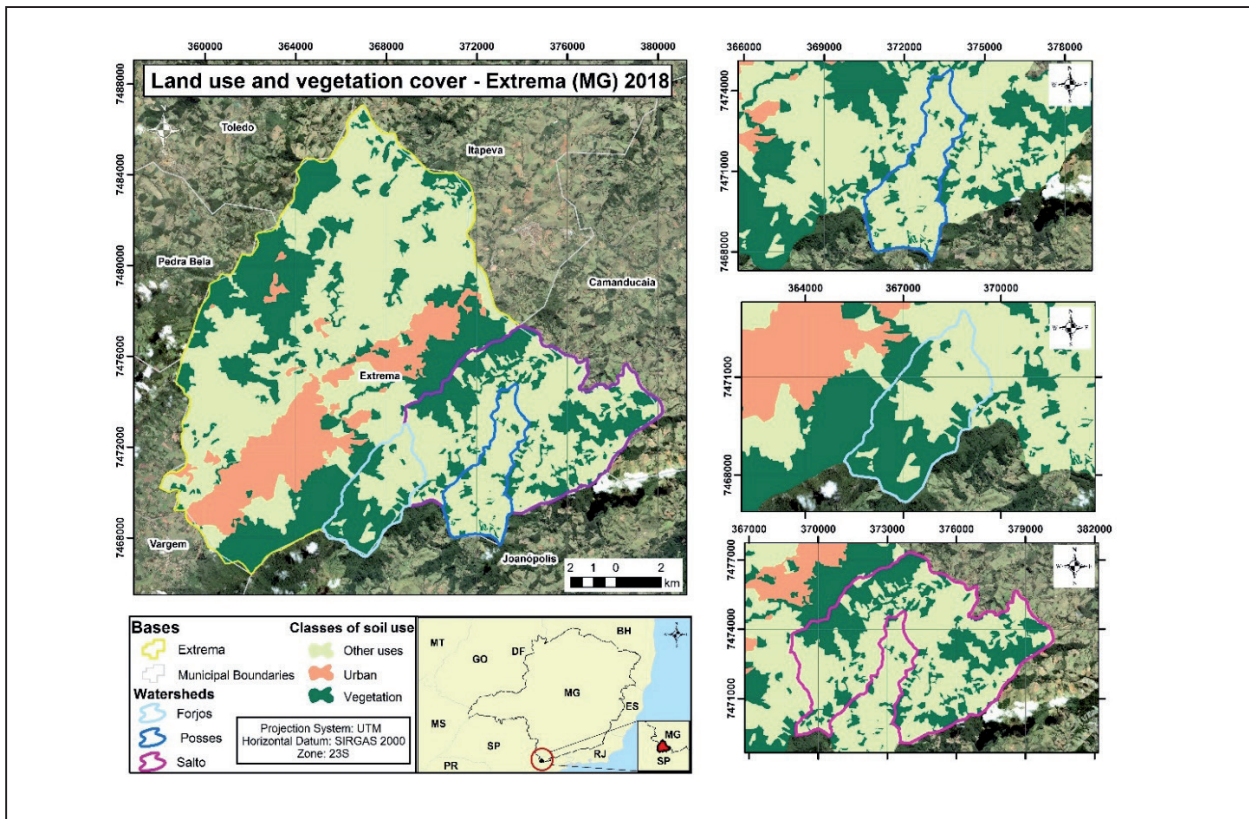 360000 364000 368000 372000 376000 380000
Land use and vegetation cover - Extrema (MG) 2018
7488000
7484000
7480000
7476000
7472000
7468000
Toledo
Itapeva
Pedra Bela
Camanducaia
Extrema
Vargem
Joanópolis
2 1 0 2
km
366000 369000 372000 375000 378000
7474000
7471000
7468000
364000 367000 370000
7471000
7468000
367000 370000 373000 376000 379000 382000
7477000
7474000
7471000
Bases
Extrema
Municipal Boundaries
Watersheds
Forjos
Posses
Salto
Classes of soil use
Other uses
Urban
Vegetation
Projection System: UTM
Horizontal Datum: SIRGAS 2000
Zone: 23S
MT
GO
DF
BH
MG
ES
MS
SP
RJ
PR
MG
SP